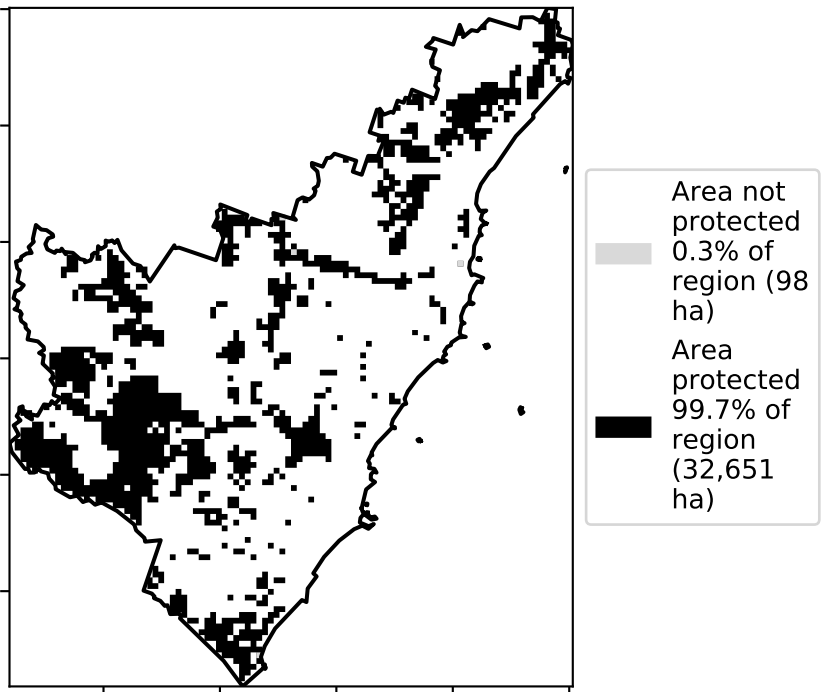 Area not
protected
0.3% of
region (98
ha)
Area
protected
99.7% of
region
(32,651
ha)